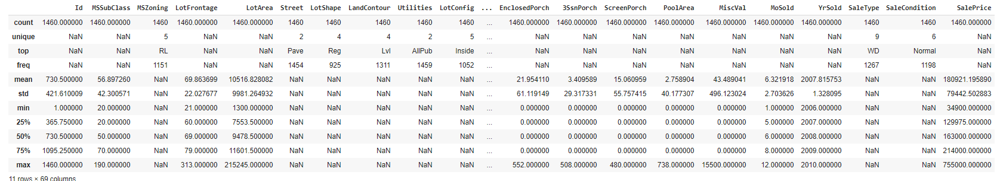 Id MSSubClass MSZoning LotFrontage LotArea Street LotShape LandContour Utilities LotConfig ... EnclosedPorch 3SsnPorch ScreenPorch PoolArea MiscVal MoSold YrSold SaleType SaleCondition SalePrice
count 1460.000000 1460.000000 1460 1460.000000 1460.000000 1460 1460 1460 1460 1460 ... 1460.000000 1460.000000 1460.000000 1460.000000 1460.000000 1460.000000 1460.000000 1460 1460 1460.000000
unique NaN NaN 5 NaN NaN 2 4 4 2 5 ... NaN NaN NaN NaN NaN NaN NaN 9 6 NaN
top NaN NaN RL NaN NaN Pave Reg Lvl AllPub Inside ... NaN NaN NaN NaN NaN NaN NaN WD Normal NaN
freq NaN NaN 1151 NaN NaN 1454 925 1311 1459 1052 ... NaN NaN NaN NaN NaN NaN NaN 1267 1198 NaN
mean 730.500000 56.897260 NaN 69.863699 10516.828082 NaN NaN NaN NaN NaN ... 21.954110 3.409589 15.060959 2.758904 43.489041 6.321918 2007.815753 NaN NaN 180921.195890
std 421.610009 42.300571 NaN 22.027677 9981.264932 NaN NaN NaN NaN NaN ... 61.119149 29.317331 55.757415 40.177307 496.123024 2.703626 1.328095 NaN NaN 79442.502883
min 1.000000 20.000000 NaN 21.000000 1300.000000 NaN NaN NaN NaN NaN ... 0.000000 0.000000 0.000000 0.000000 0.000000 1.000000 2006.000000 NaN NaN 34900.000000
25% 365.750000 20.000000 NaN 60.000000 7553.500000 NaN NaN NaN NaN NaN ... 0.000000 0.000000 0.000000 0.000000 0.000000 5.000000 2007.000000 NaN NaN 129975.000000
50% 730.500000 50.000000 NaN 69.000000 9478.500000 NaN NaN NaN NaN NaN ... 0.000000 0.000000 0.000000 0.000000 0.000000 6.000000 2008.000000 NaN NaN 163000.000000
75% 1095.250000 70.000000 NaN 79.000000 11601.500000 NaN NaN NaN NaN NaN ... 0.000000 0.000000 0.000000 0.000000 0.000000 8.000000 2009.000000 NaN NaN 214000.000000
max 1460.000000 190.000000 NaN 313.000000 215245.000000 NaN NaN NaN NaN NaN ... 552.000000 508.000000 480.000000 738.000000 15500.000000 12.000000 2010.000000 NaN NaN 755000.000000
11 rows × 69 columns